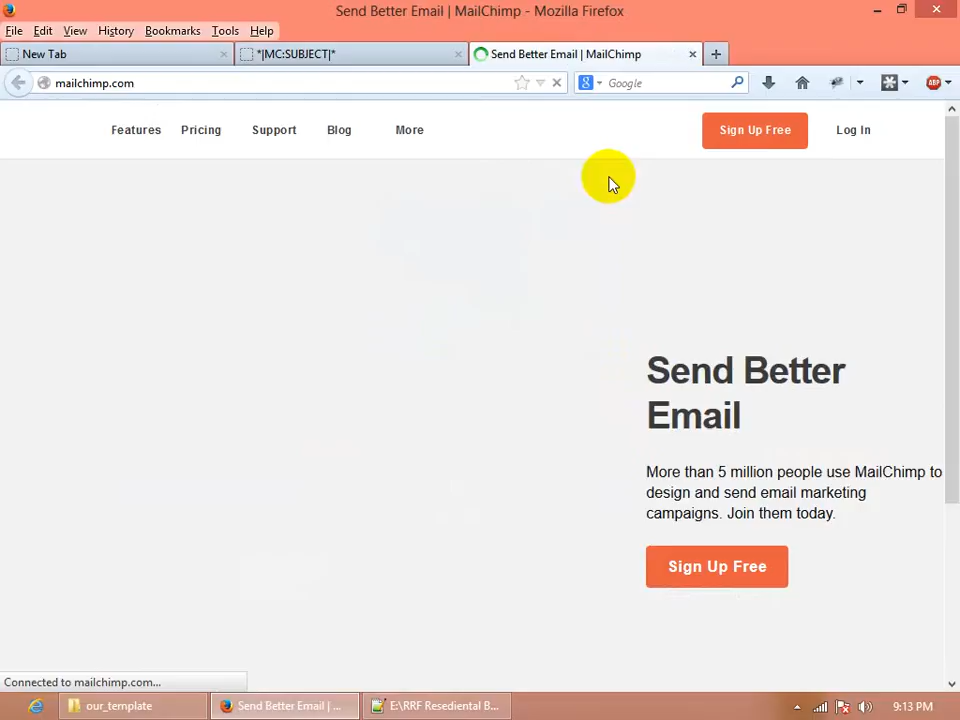 Send Better Email | MailChimp - Mozilla Firefox
File Edit View History Bookmarks Tools Help
New Tab
*|MC:SUBJECT|*
Send Better Email | MailChimp
mailchimp.com
Google
ABP
Features Pricing Support Blog More
Sign Up Free
Log In
Send Better
Email
More than 5 million people use MailChimp to
design and send email marketing
campaigns. Join them today.
Sign Up Free
Connected to mailchimp.com...
our_template
Send Better Email | ...
E:\RRF Resediental B...
9:13 PM